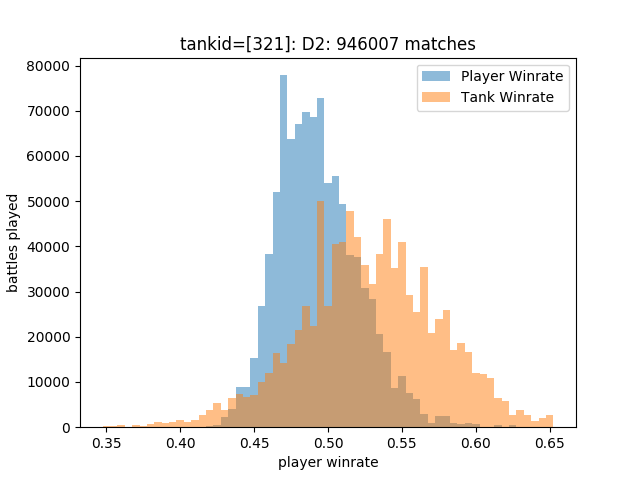 tankid=[321]: D2: 946007 matches
Player Winrate
Tank Winrate
80000
70000
60000
50000
40000
30000
20000
10000
0
battles played
0.35 0.40 0.45 0.50 0.55 0.60 0.65
player winrate